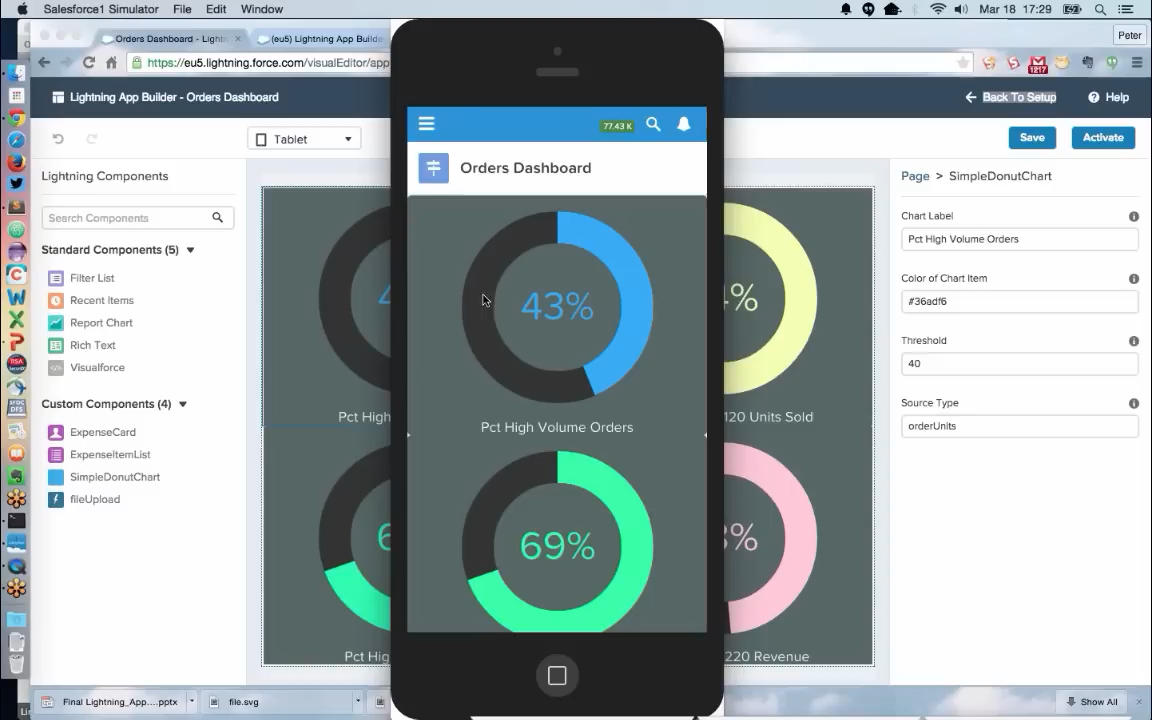 Salesforce1 Simulator File Edit Window
Mar 18 17:29
Orders Dashboard - Lightn
(eu5) Lightning App Builde
Peter
https://eu5.lightning.force.com/visualEditor/app
1217
Lightning App Builder - Orders Dashboard
Back To Setup
Help
Tablet
Save
Activate
Lightning Components
Search Components
Standard Components (5)
Filter List
Recent Items
Report Chart
Rich Text
Visualforce
Custom Components (4)
ExpenseCard
ExpenseItemList
SimpleDonutChart
fileUpload
Pct High
Pct Hig
77.43 K
Orders Dashboard
43%
Pct High Volume Orders
69%
120 Units Sold
220 Revenue
Page > SimpleDonutChart
Chart Label
Pct High Volume Orders
Color of Chart Item
#36adf6
Threshold
40
Source Type
orderUnits
Final Lightning_App....pptx
file.svg
Show All